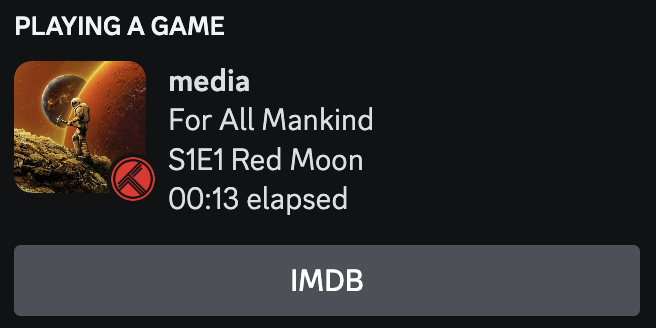 PLAYING A GAME
media
For All Mankind
S1E1 Red Moon
00:13 elapsed
IMDB